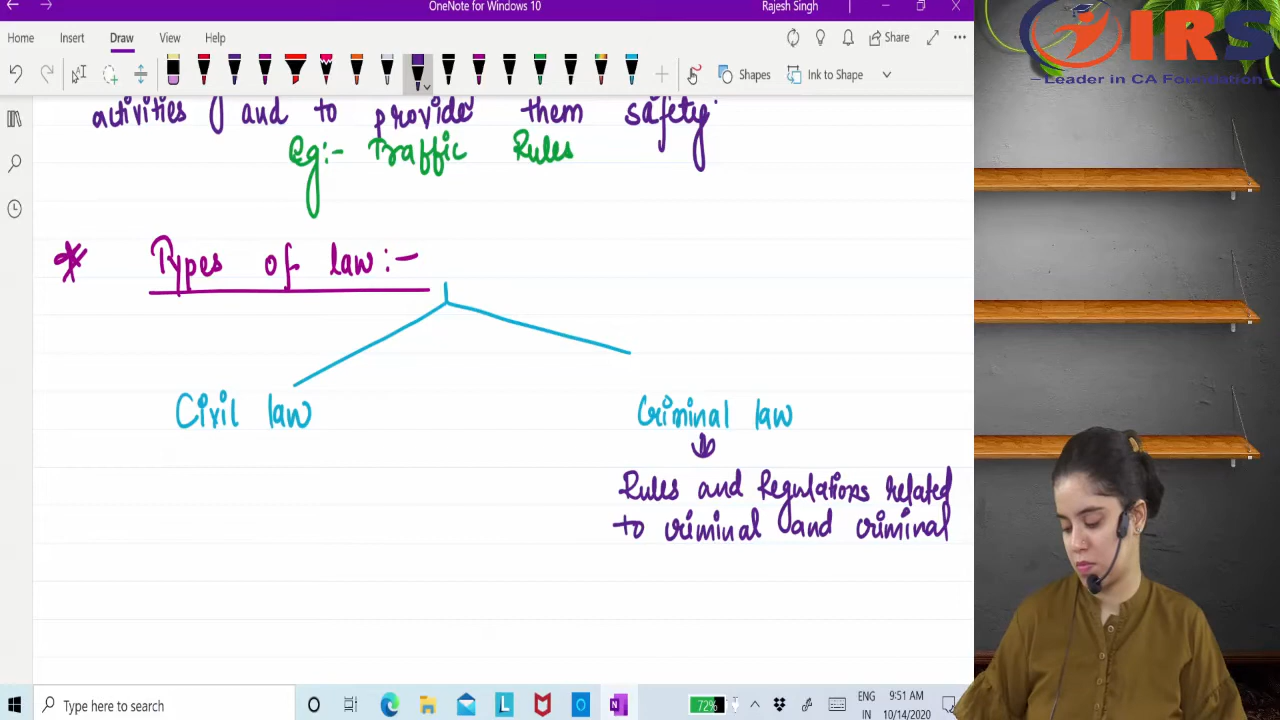 OneNote for Windows 10
Rajesh Singh
Home Insert Draw View Help
Share
Shapes
Ink to Shape
IRS
-Leader in CA Foundation-
activities and to provide them safety.
Eg:- Traffic Rules
* Types of law:-
Civil law
Criminal law
Rules and Regulations related
to criminal and criminal
Type here to search
72%
ENG
IN
9:51 AM
10/14/2020